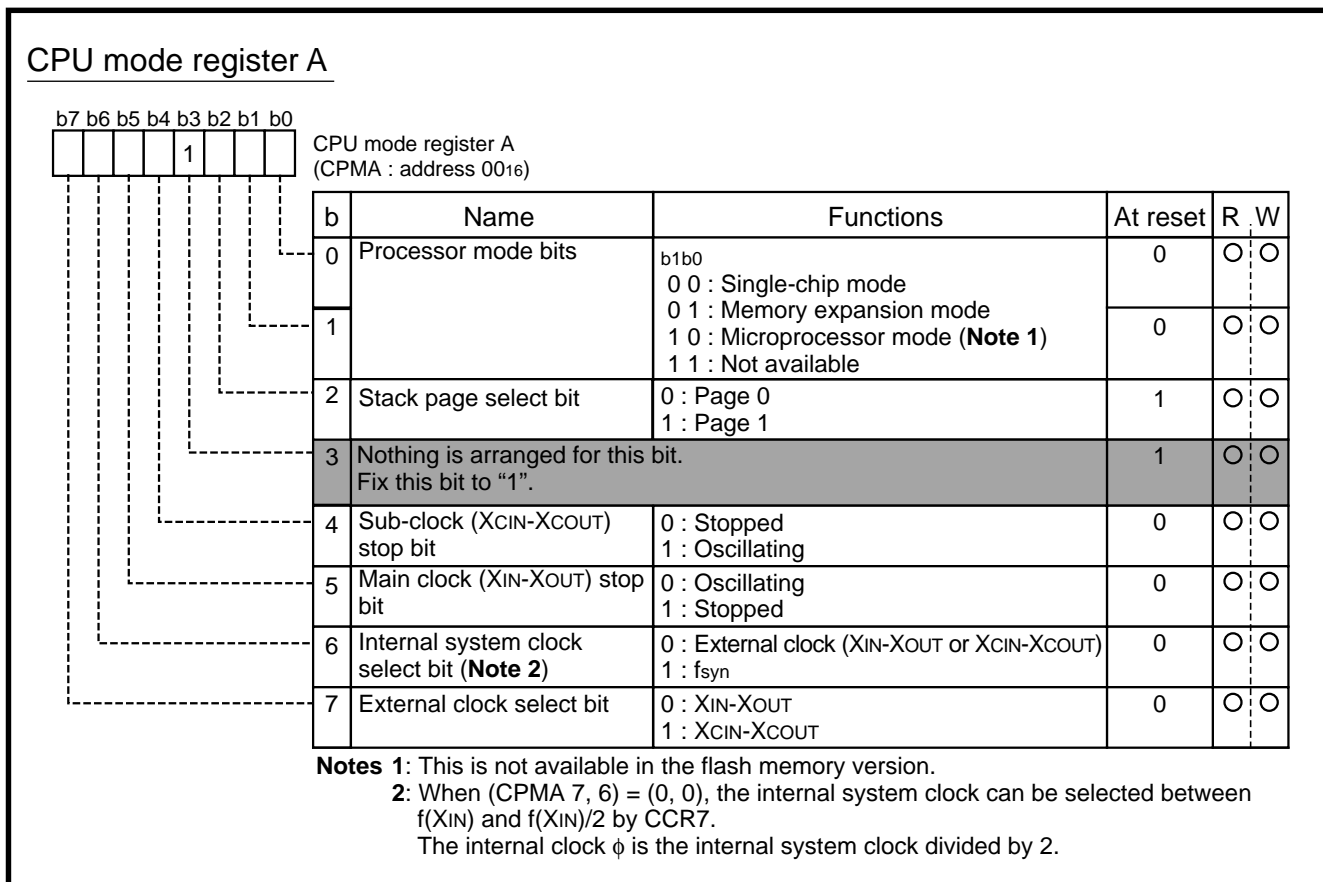 CPU mode register A
b7 b6 b5 b4 b3 b2 b1 b0
1
CPU mode register A
(CPMA : address 0016)
b Name Functions At reset R W
0 Processor mode bits b1b0 0 O O
0 0 : Single-chip mode
0 1 : Memory expansion mode
1 1 0 : Microprocessor mode (Note 1) 0 O O
1 1 : Not available
2 Stack page select bit 0 : Page 0 1 O O
1 : Page 1
3 Nothing is arranged for this bit. 1 O O
Fix this bit to “1”.
4 Sub-clock (XCIN-XCOUT) 0 : Stopped 0 O O
stop bit 1 : Oscillating
5 Main clock (XIN-XOUT) stop 0 : Oscillating 0 O O
bit 1 : Stopped
6 Internal system clock 0 : External clock (XIN-XOUT or XCIN-XCOUT) 0 O O
select bit (Note 2) 1 : fsyn
7 External clock select bit 0 : XIN-XOUT 0 O O
1 : XCIN-XCOUT
Notes 1: This is not available in the flash memory version.
2: When (CPMA 7, 6) = (0, 0), the internal system clock can be selected between
f(XIN) and f(XIN)/2 by CCR7.
The internal clock ϕ is the internal system clock divided by 2.